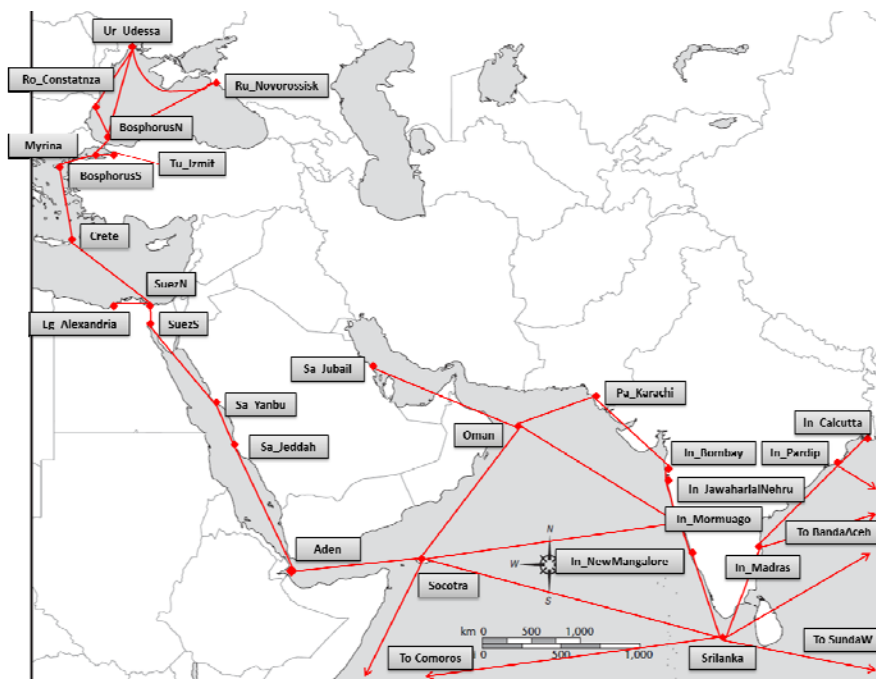 Ur_Udessa
Ro_Constatnza
Ru_Novorossisk
BosphorusN
Myrina
Tu_Izmit
BosphorusS
Crete
SuezN
Lg_Alexandria
SuezS
Sa_Jubail
Sa_Yanbu
Pa_Karachi
In_Calcutta
Oman
In_Pardip
Sa_Jeddah
In_Bombay
In_JawaharlalNehru
In_Mormuago
To BandaAceh
N
Aden
In_NewMangalore
W
In_Madras
Socotra
S
km 0 500 1,000
0 500 1,000
To SundaW
To Comoros
Srilanka